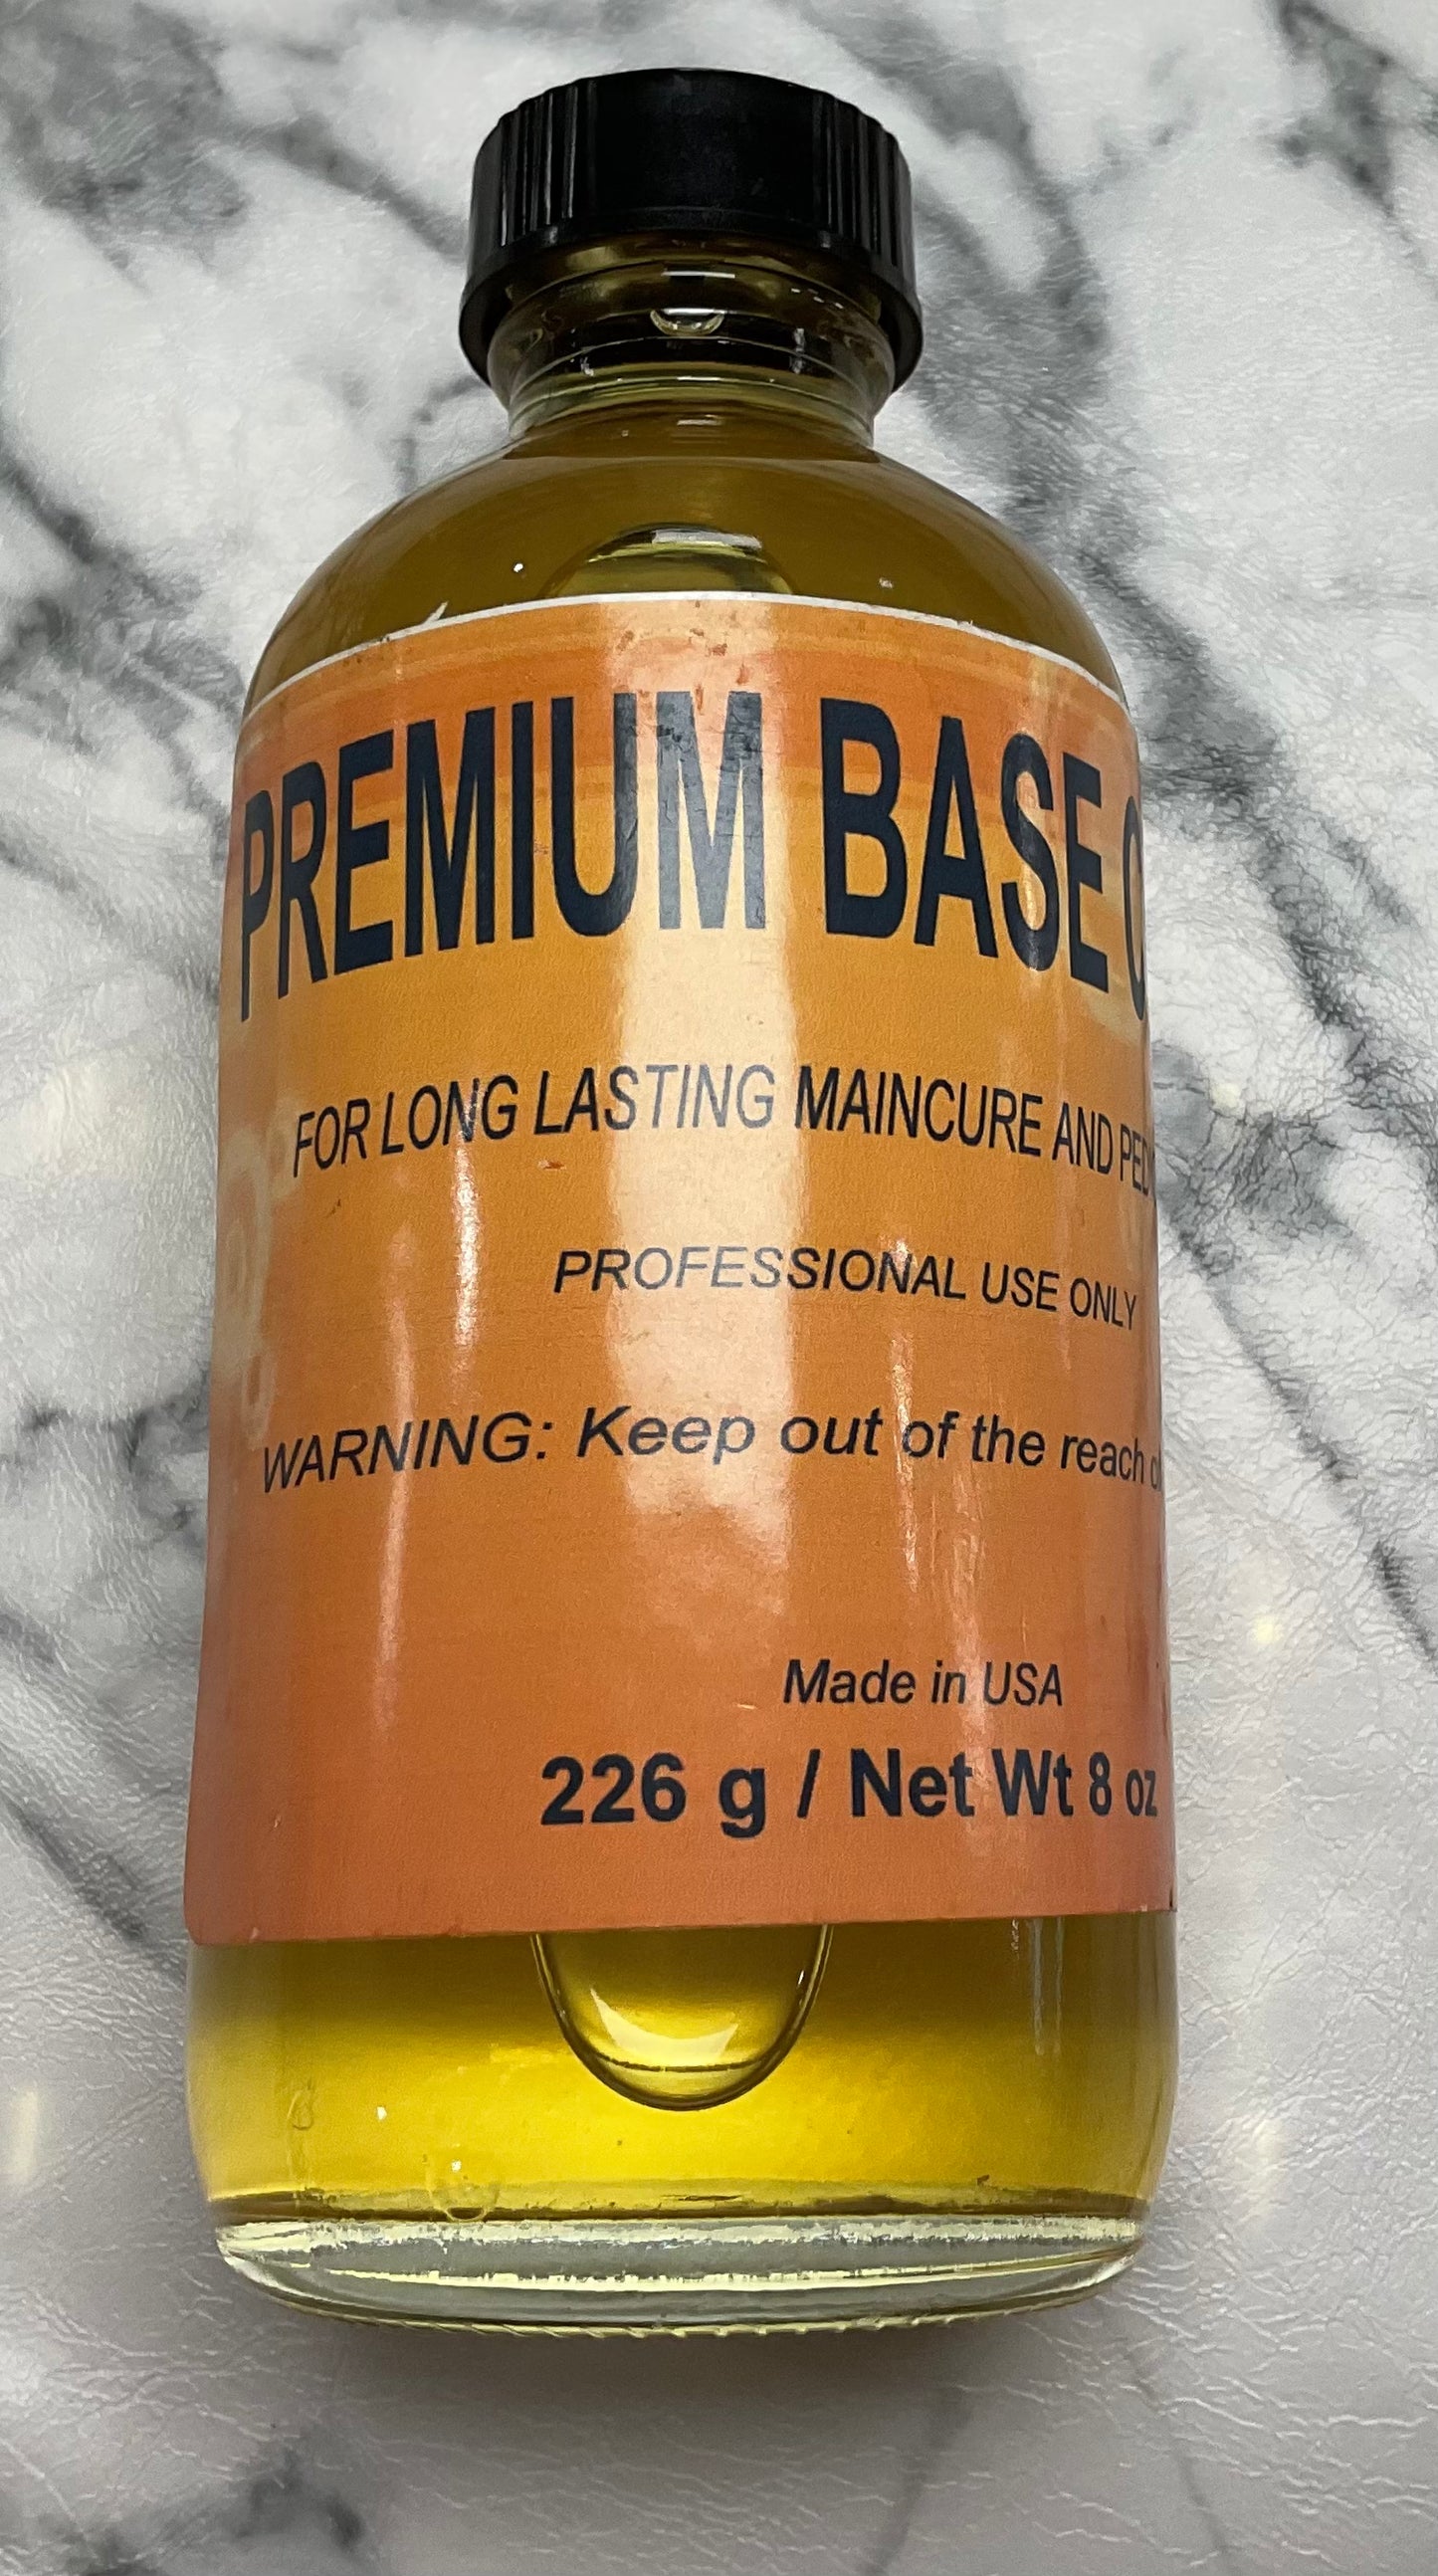 PREMIUM BASE
FOR LONG LASTING MAINCURE AND
PROFESSIONAL USE ONLY
WARNING: Keep out of the reach
Made in USA
226 g / Net Wt 8 oz